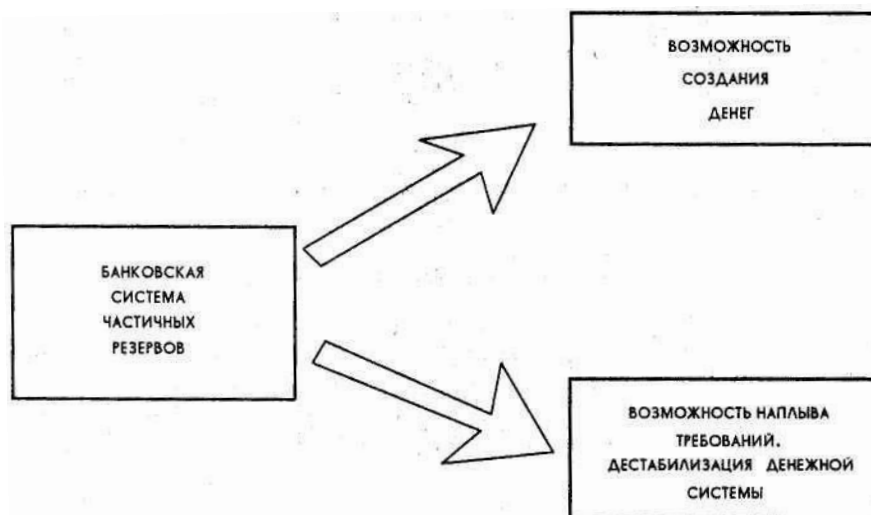 ВОЗМОЖНОСТЬ
СОЗДАНИЯ
ДЕНЕГ
БАНКОВСКАЯ
СИСТЕМА
ЧАСТИЧНЫХ
РЕЗЕРВОВ
ВОЗМОЖНОСТЬ НАПЛЫВА
ТРЕБОВАНИЙ.
ДЕСТАБИЛИЗАЦИЯ ДЕНЕЖНОЙ
СИСТЕМЫ